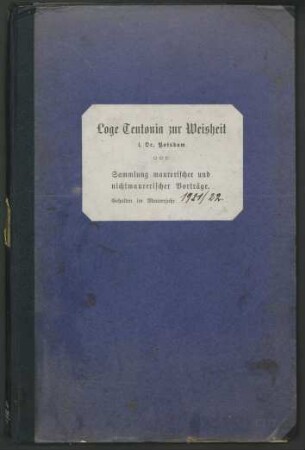 Loge Teutonia zur Weisheit
i. Or. Potsdam
Sammlung maurerischer und
nichtmaurerischer Vorträge.
Gehalten im Maurerjahr 1921/22